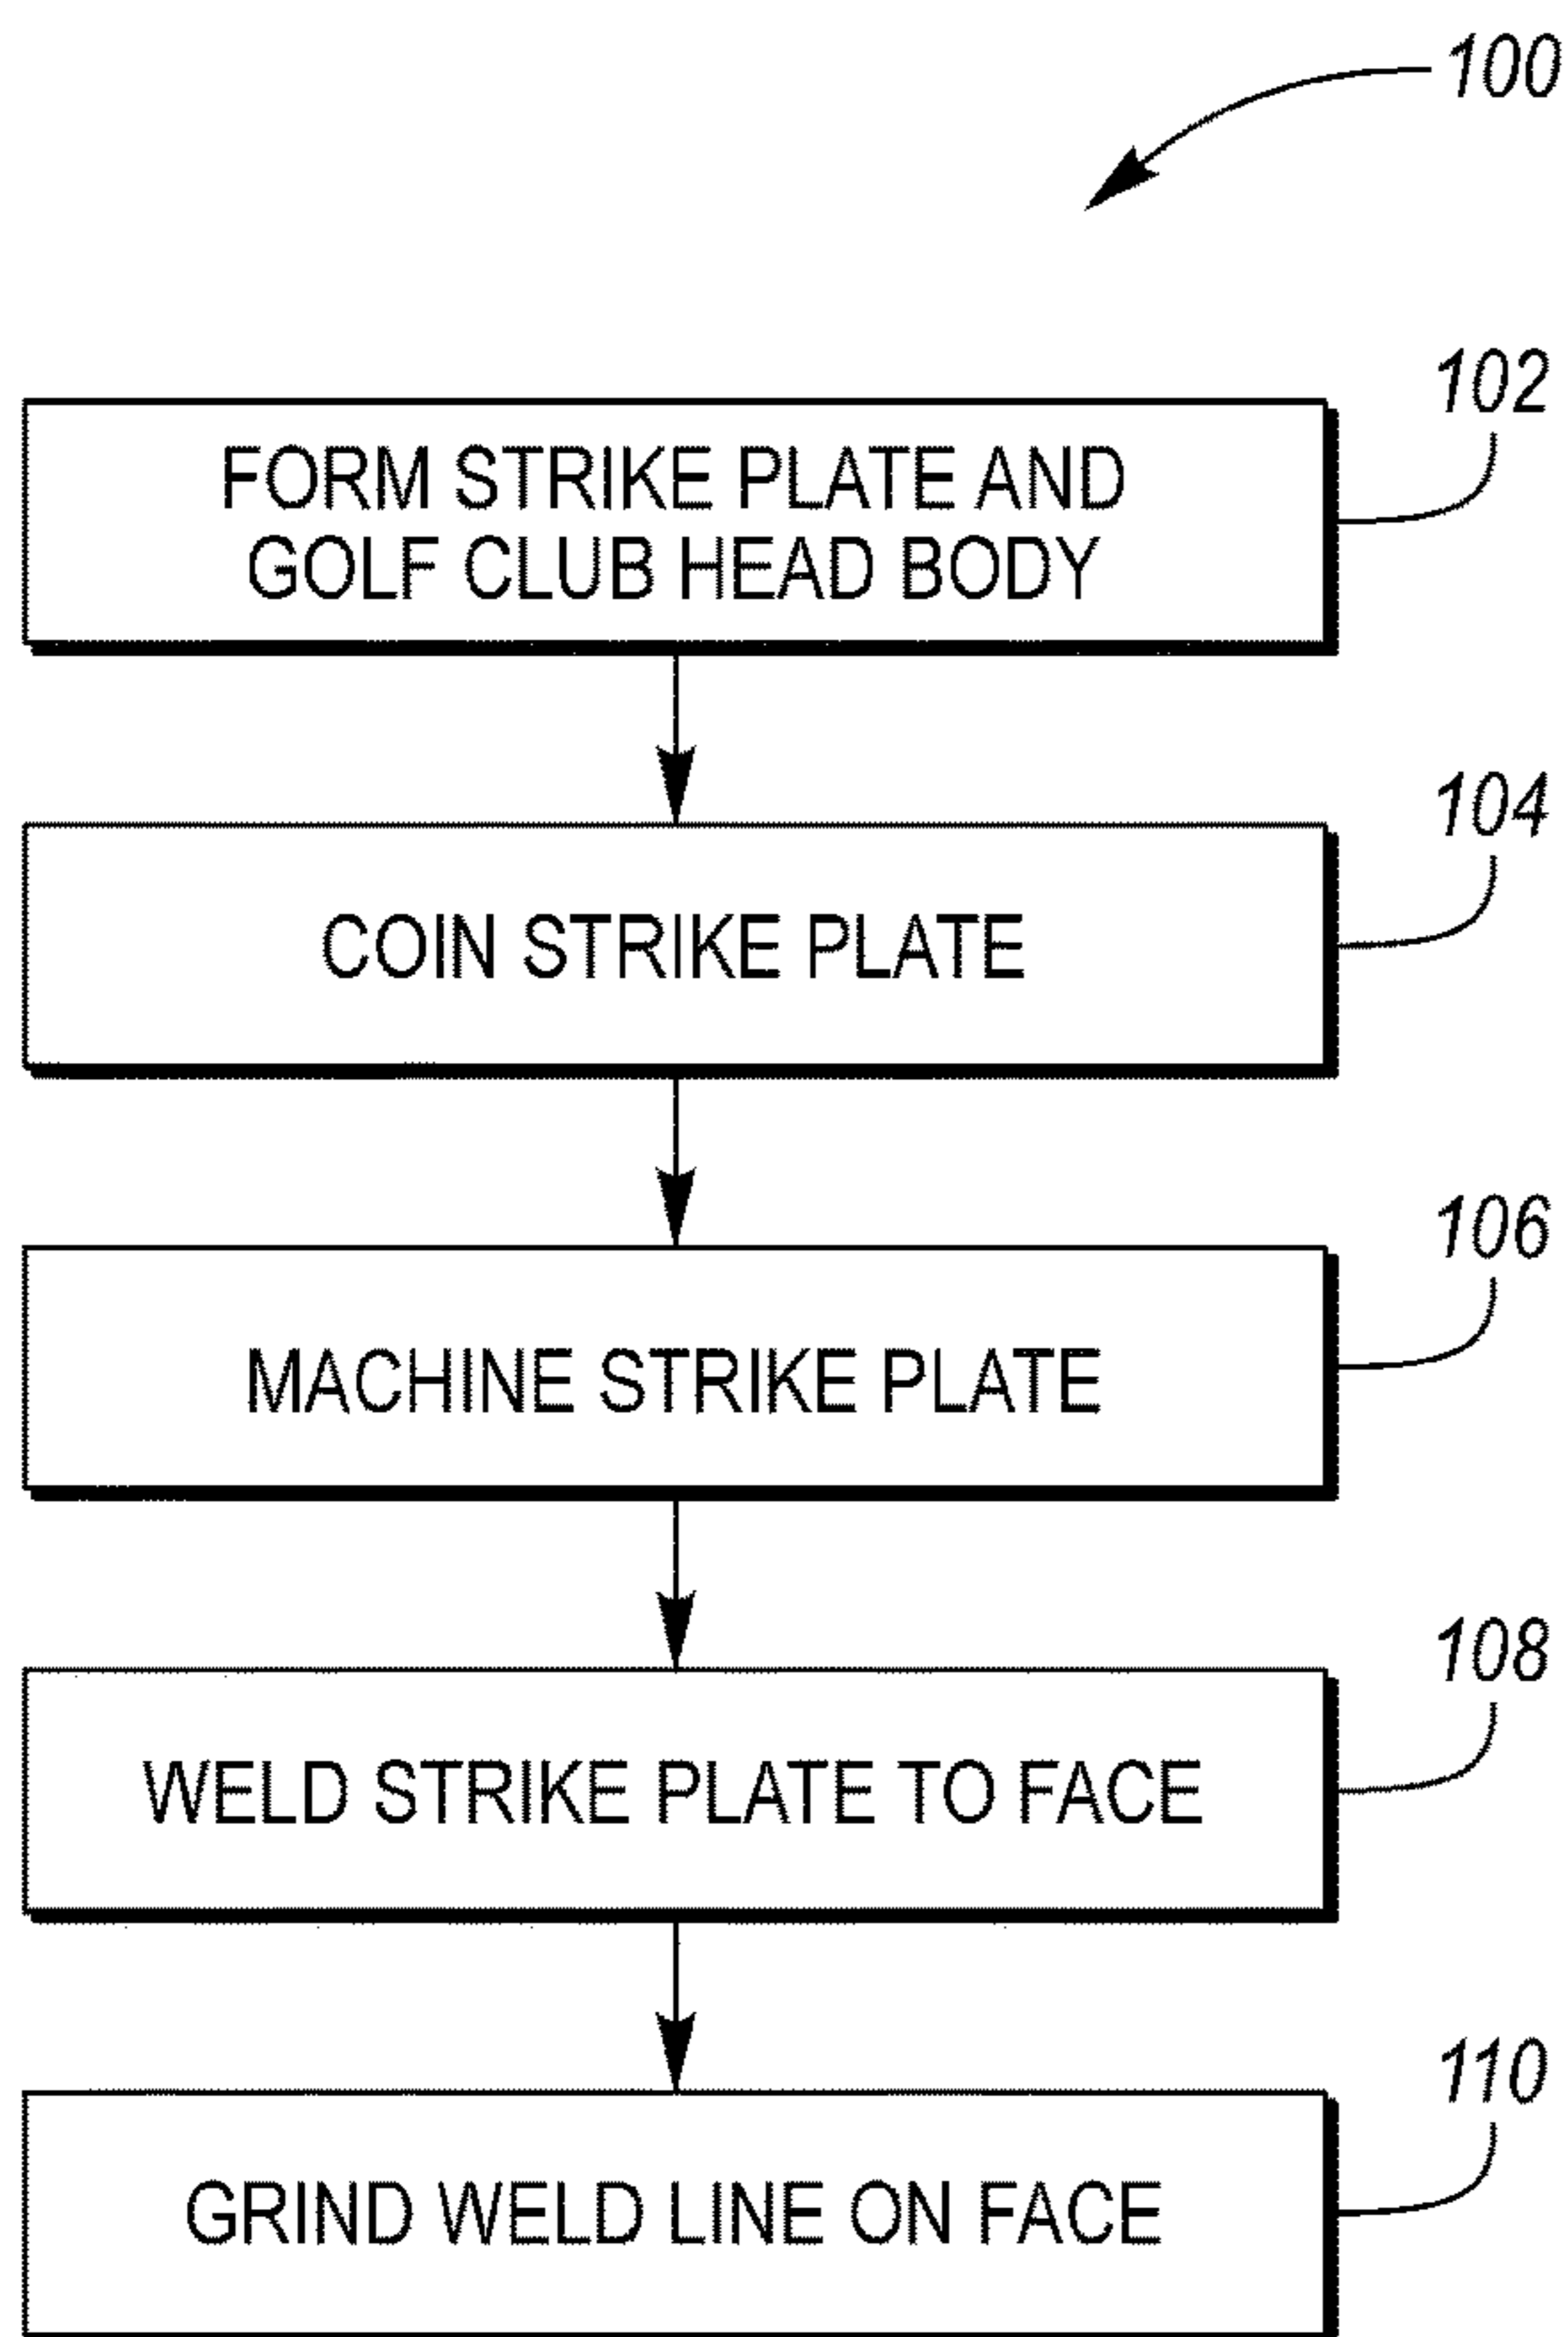 100
102
FORM STRIKE PLATE AND
GOLF CLUB HEAD BODY
104
COIN STRIKE PLATE
106
MACHINE STRIKE PLATE
108
WELD STRIKE PLATE TO FACE
110
GRIND WELD LINE ON FACE